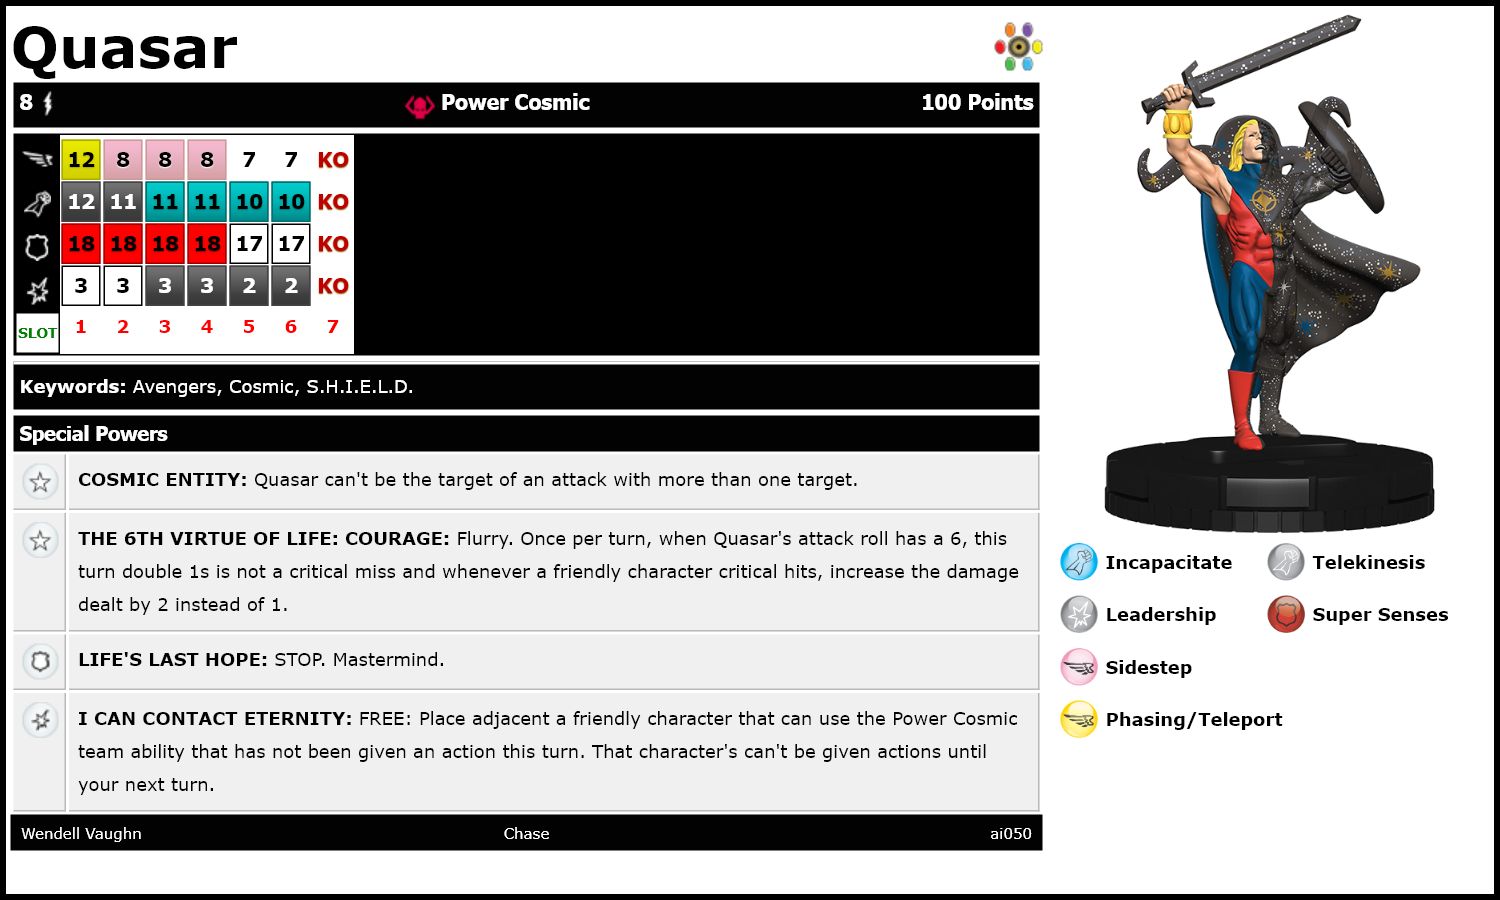 Quasar
8 Power Cosmic 100 Points
12 8 8 8 7 7 KO
12 11 11 11 10 10 KO
18 18 18 18 17 17 KO
3 3 3 3 2 2 KO
SLOT 1 2 3 4 5 6 7
Keywords: Avengers, Cosmic, S.H.I.E.L.D.
Special Powers
COSMIC ENTITY: Quasar can't be the target of an attack with more than one target.
THE 6TH VIRTUE OF LIFE: COURAGE: Flurry. Once per turn, when Quasar's attack roll has a 6, this
turn double 1s is not a critical miss and whenever a friendly character critical hits, increase the damage
dealt by 2 instead of 1.
LIFE'S LAST HOPE: STOP. Mastermind.
I CAN CONTACT ETERNITY: FREE: Place adjacent a friendly character that can use the Power Cosmic
team ability that has not been given an action this turn. That character's can't be given actions until
your next turn.
Wendell Vaughn Chase ai050
Incapacitate Telekinesis
Leadership Super Senses
Sidestep
Phasing/Teleport